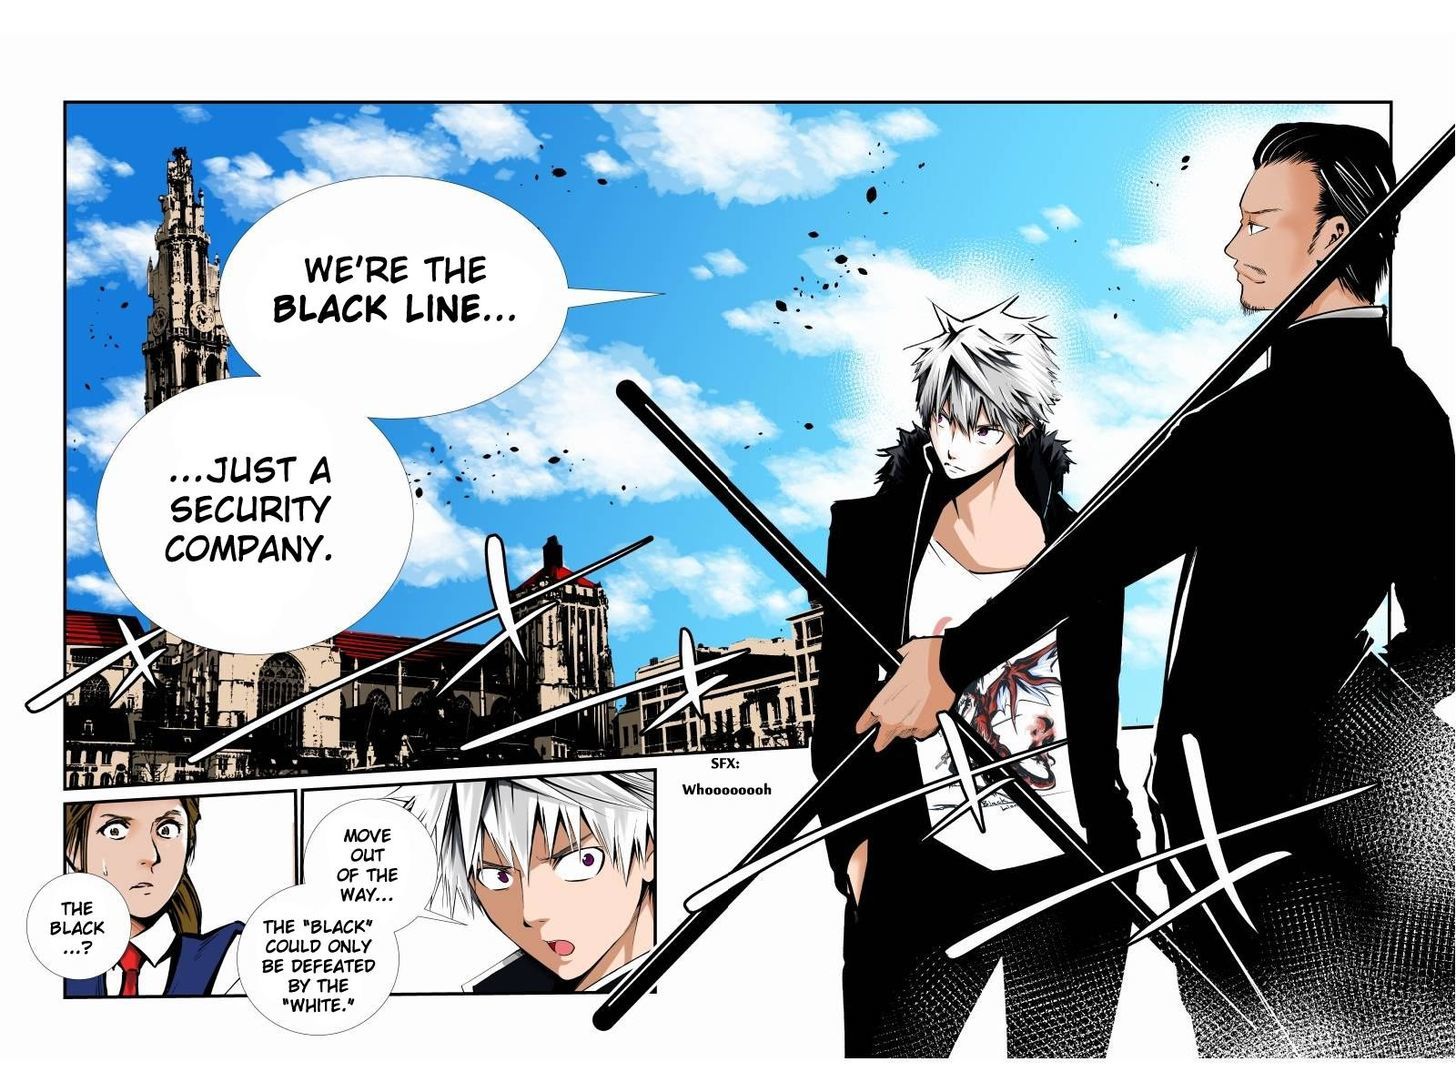 WE'RE THE
BLACK LINE...
...JUST A
SECURITY
COMPANY.
SFX:
Whoooooooh
THE
BLACK
...?
MOVE
OUT
OF THE
WAY...
THE "BLACK"
COULD ONLY
BE DEFEATED
BY THE
"WHITE."